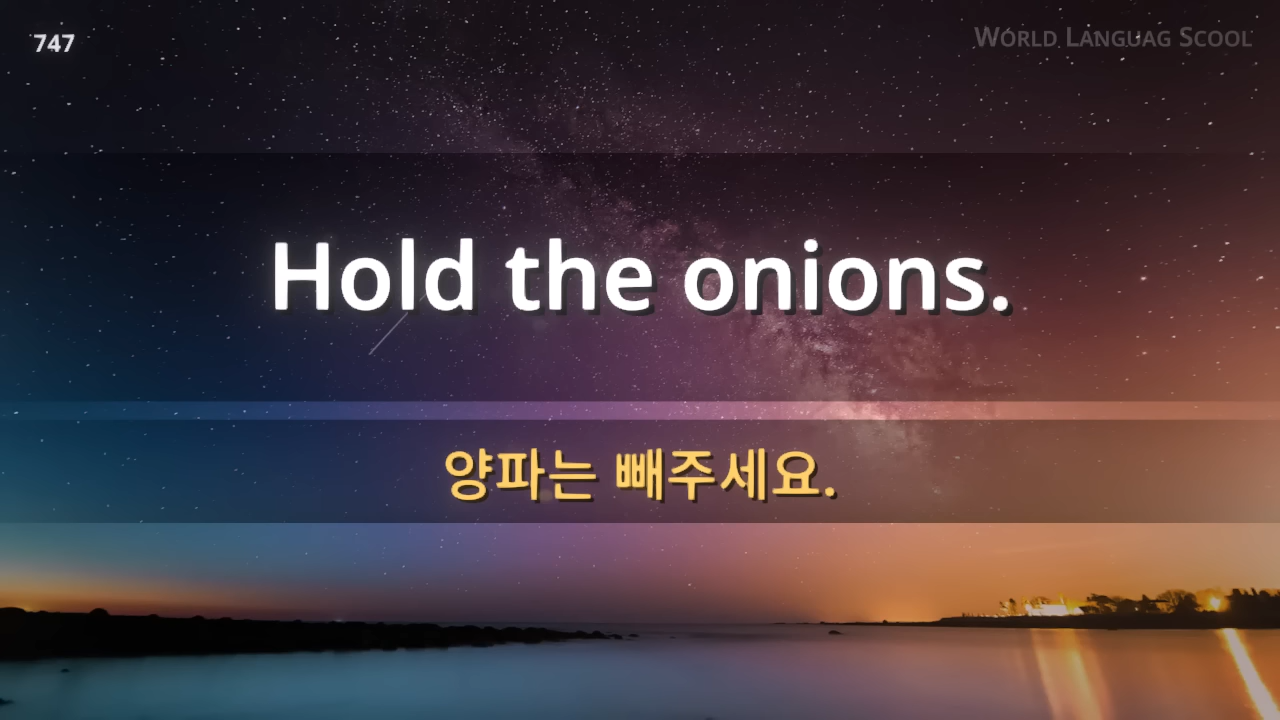 747
World Languag Scool
Hold the onions.
양파는 빼주세요.